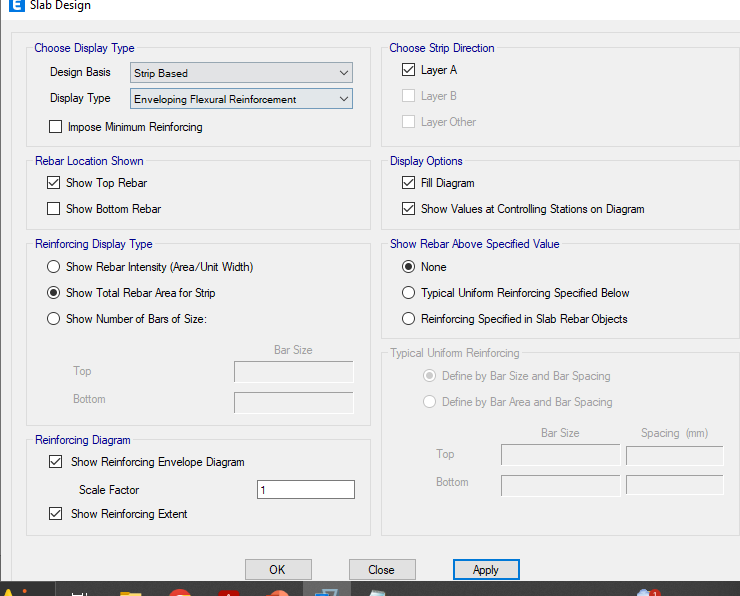 E Slab Design
Choose Display Type
Design Basis Strip Based
Display Type Enveloping Flexural Reinforcement
Impose Minimum Reinforcing
Choose Strip Direction
Layer A
Layer B
Layer Other
Rebar Location Shown
Show Top Rebar
Show Bottom Rebar
Display Options
Fill Diagram
Show Values at Controlling Stations on Diagram
Reinforcing Display Type
Show Rebar Intensity (Area/Unit Width)
Show Total Rebar Area for Strip
Show Number of Bars of Size:
Bar Size
Top
Bottom
Show Rebar Above Specified Value
None
Typical Uniform Reinforcing Specified Below
Reinforcing Specified in Slab Rebar Objects
Typical Uniform Reinforcing
Define by Bar Size and Bar Spacing
Define by Bar Area and Bar Spacing
Bar Size Spacing (mm)
Top
Bottom
Reinforcing Diagram
Show Reinforcing Envelope Diagram
Scale Factor 1
Show Reinforcing Extent
OK Close Apply
1